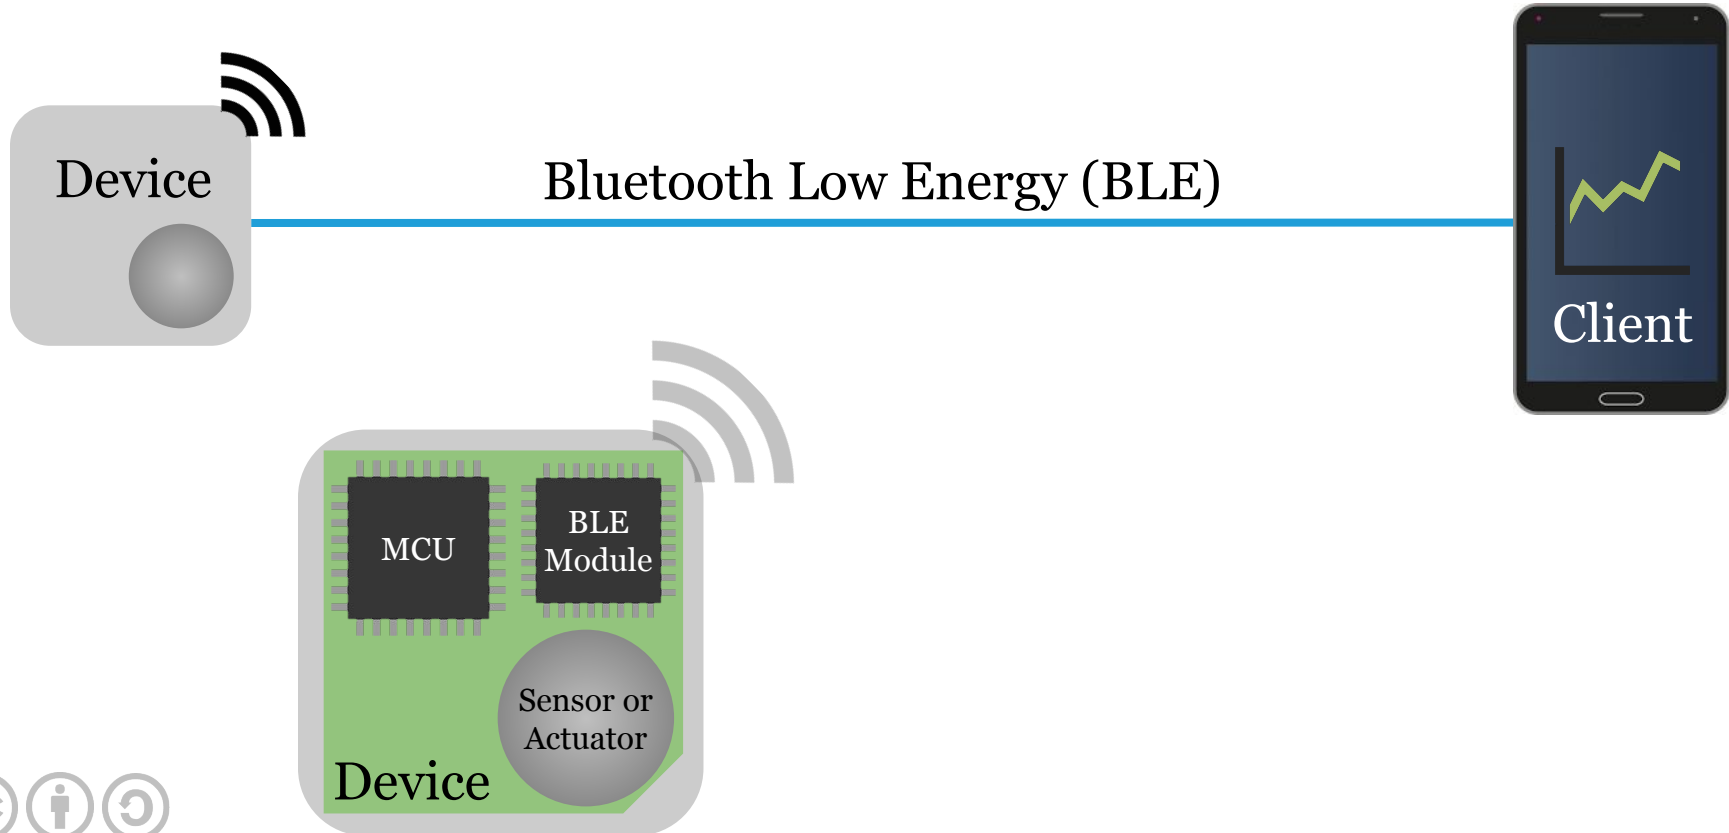 Device
Bluetooth Low Energy (BLE)
Client
MCU
BLE
Module
Sensor or
Actuator
Device